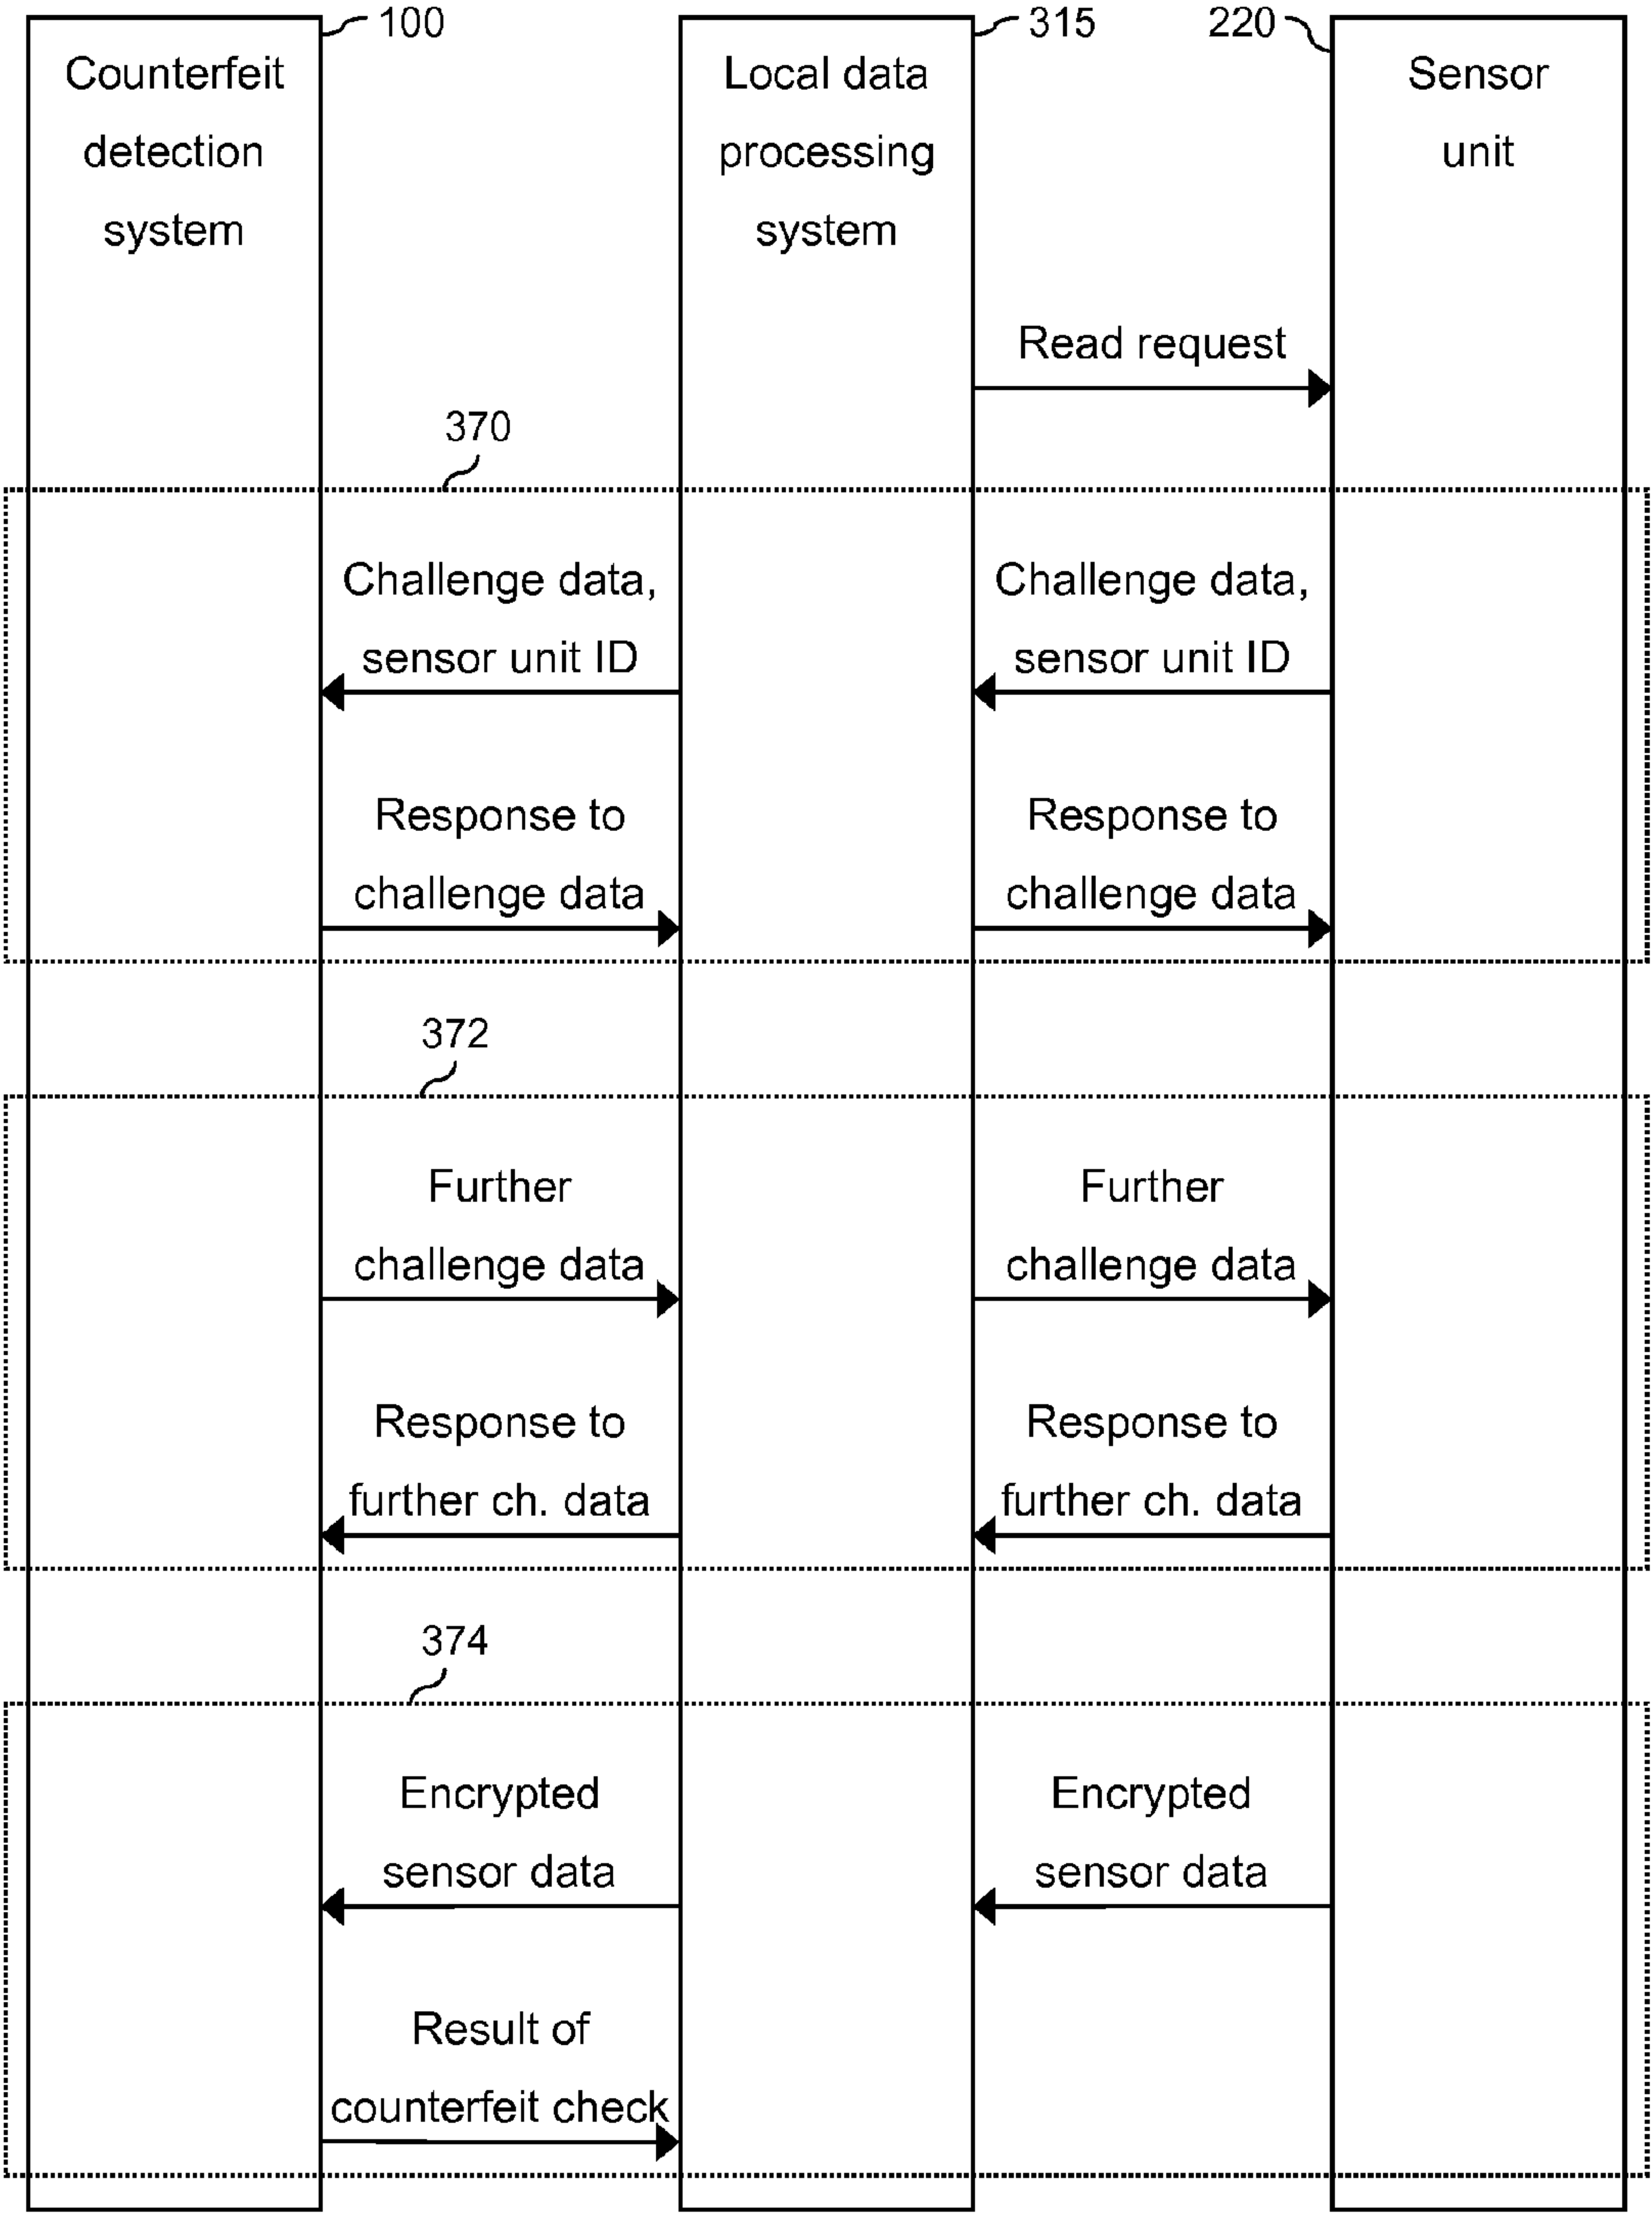 100
315
220
Counterfeit
detection
system
Local data
processing
system
Sensor
unit
Read request
370
Challenge data,
sensor unit ID
Challenge data,
sensor unit ID
Response to
challenge data
Response to
challenge data
372
Further
challenge data
Further
challenge data
Response to
further ch. data
Response to
further ch. data
374
Encrypted
sensor data
Encrypted
sensor data
Result of
counterfeit check